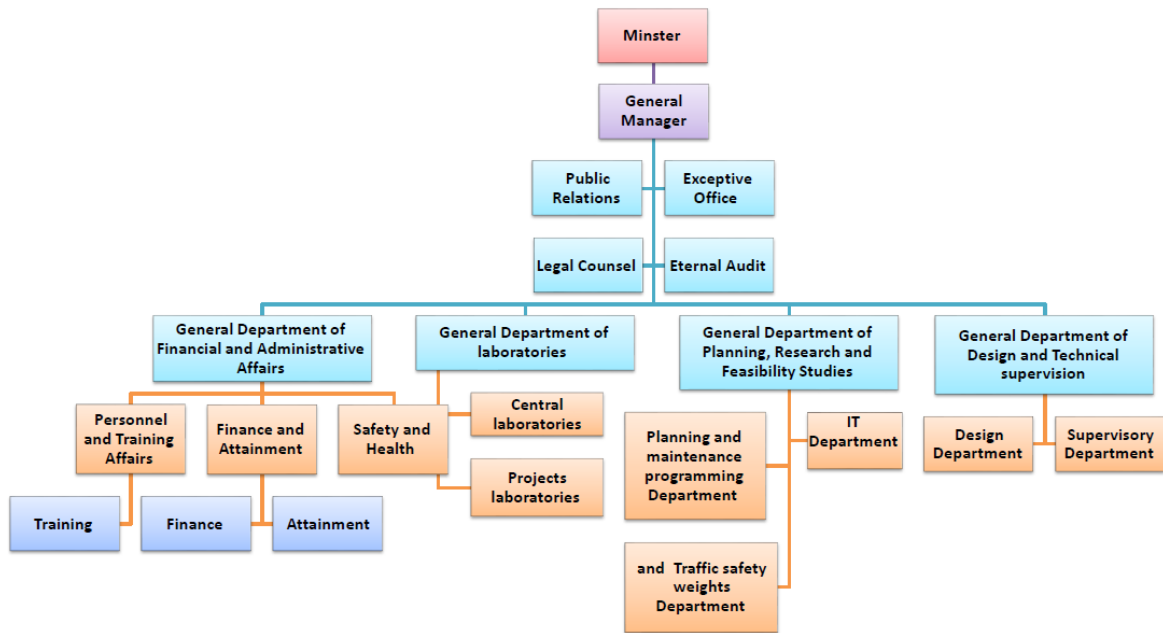 Minster
General
Manager
Public
Relations
Exceptive
Office
Legal Counsel
Eternal Audit
General Department of
Financial and Administrative
Affairs
General Department of
laboratories
General Department of
Planning, Research and
Feasibility Studies
General Department of
Design and Technical
supervision
Personnel
and Training
Affairs
Finance and
Attainment
Safety and
Health
Central
laboratories
Projects
laboratories
Planning and
maintenance
programming
Department
IT
Department
Design
Department
Supervisory
Department
Training
Finance
Attainment
and Traffic safety
weights
Department